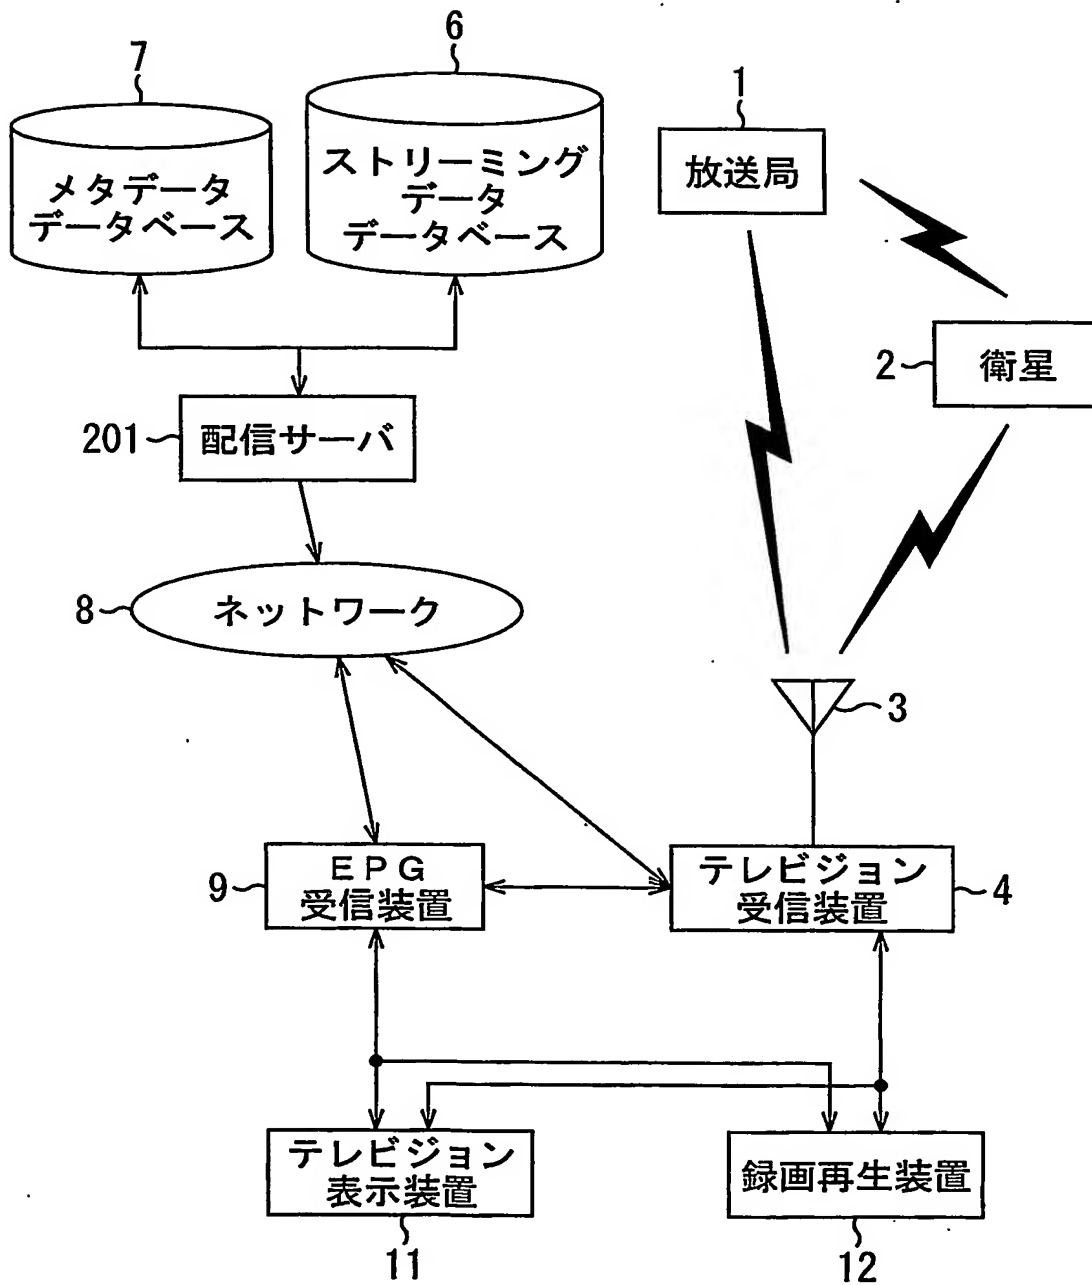 7
メタデータ
データベース
6
ストリーミング
データ
データベース
1
放送局
2
衛星
201
配信サーバ
8
ネットワーク
3
9
EPG
受信装置
テレビジョン
受信装置
4
テレビジョン
表示装置
11
録画再生装置
12